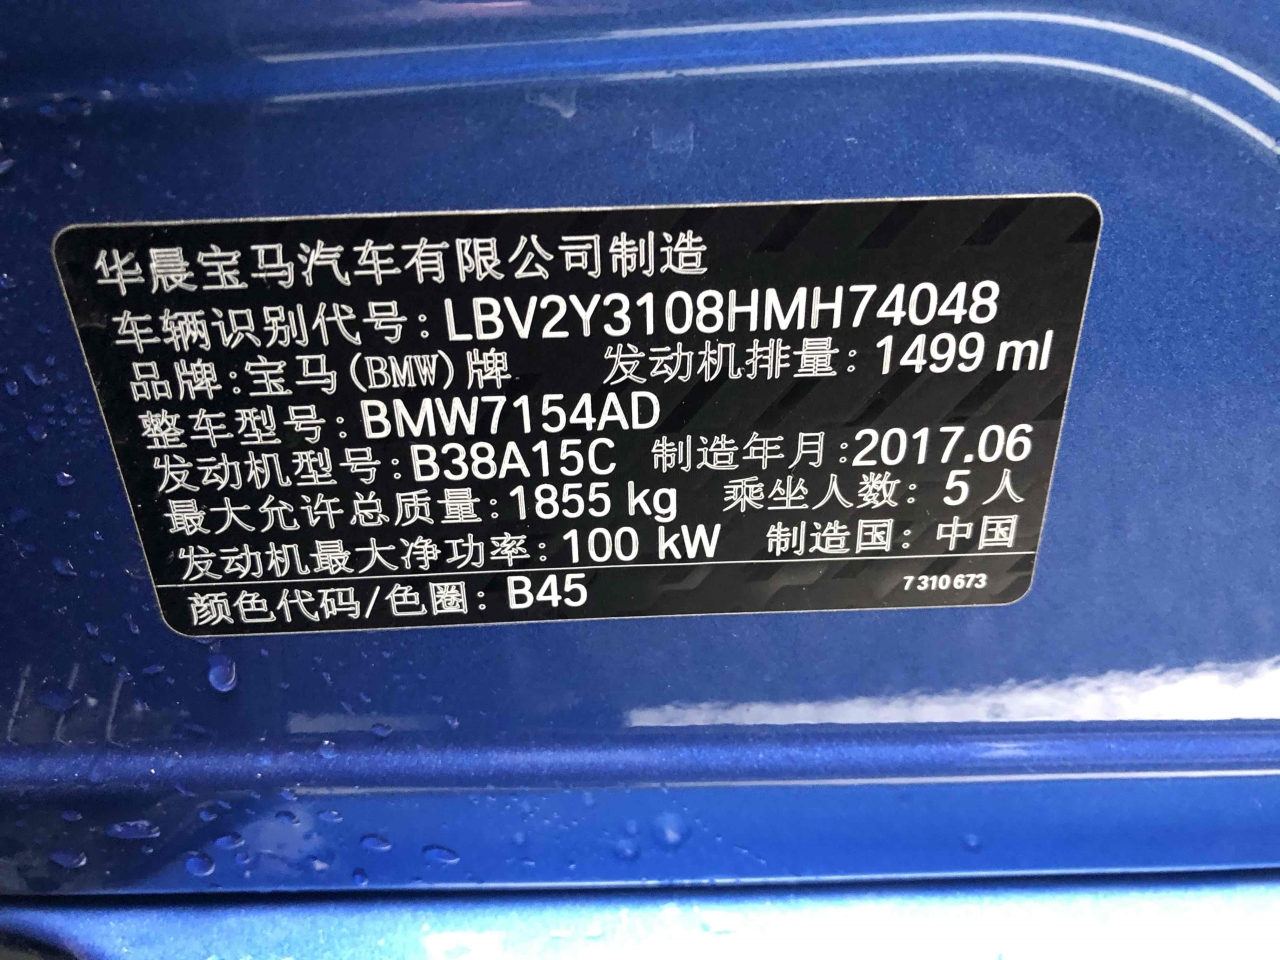 华晨宝马汽车有限公司制造
车辆识别代号: LBV2Y3108HMH74048
品牌:宝马(BMW)牌 发动机排量: 1499 ml
整车型号: BMW7154AD
发动机型号: B38A15C 制造年月:2017.06
最大允许总质量: 1855 kg 乘坐人数: 5 人
发动机最大净功率: 100 kW 制造国: 中国
颜色代码/色圈: B45 7 310 673